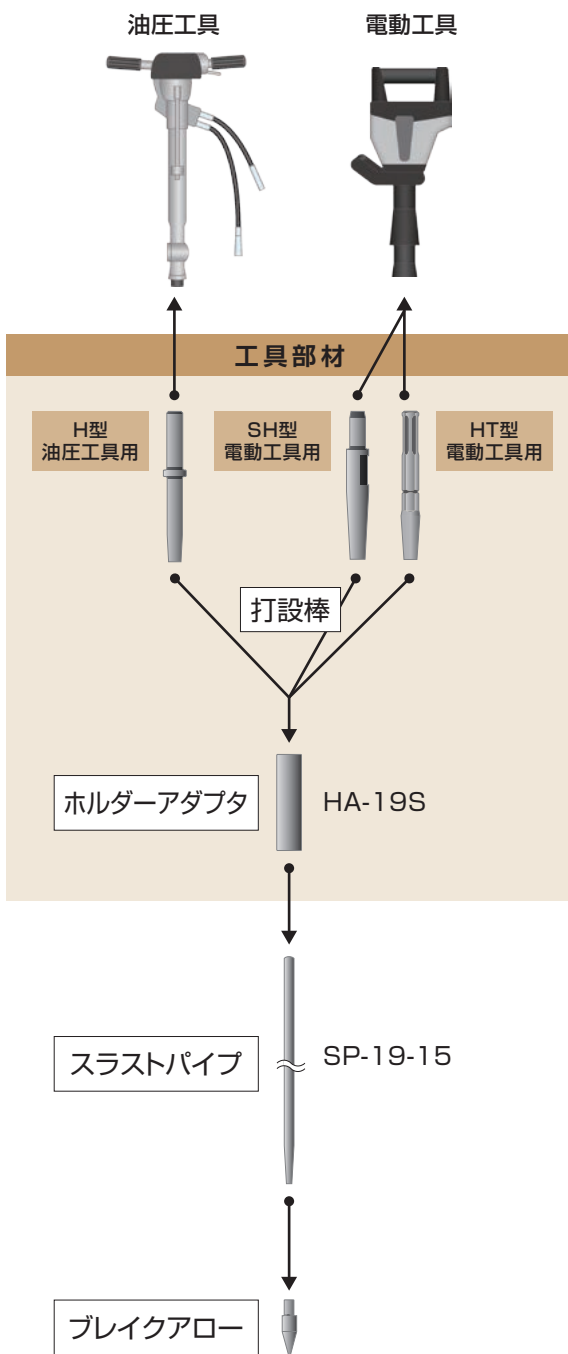 油圧工具
電動工具
工具部材
H型
油圧工具用
SH型
電動工具用
HT型
電動工具用
打設棒
ホルダーアダプタ
HA-19S
スラストパイプ
SP-19-15
ブレイクアロー